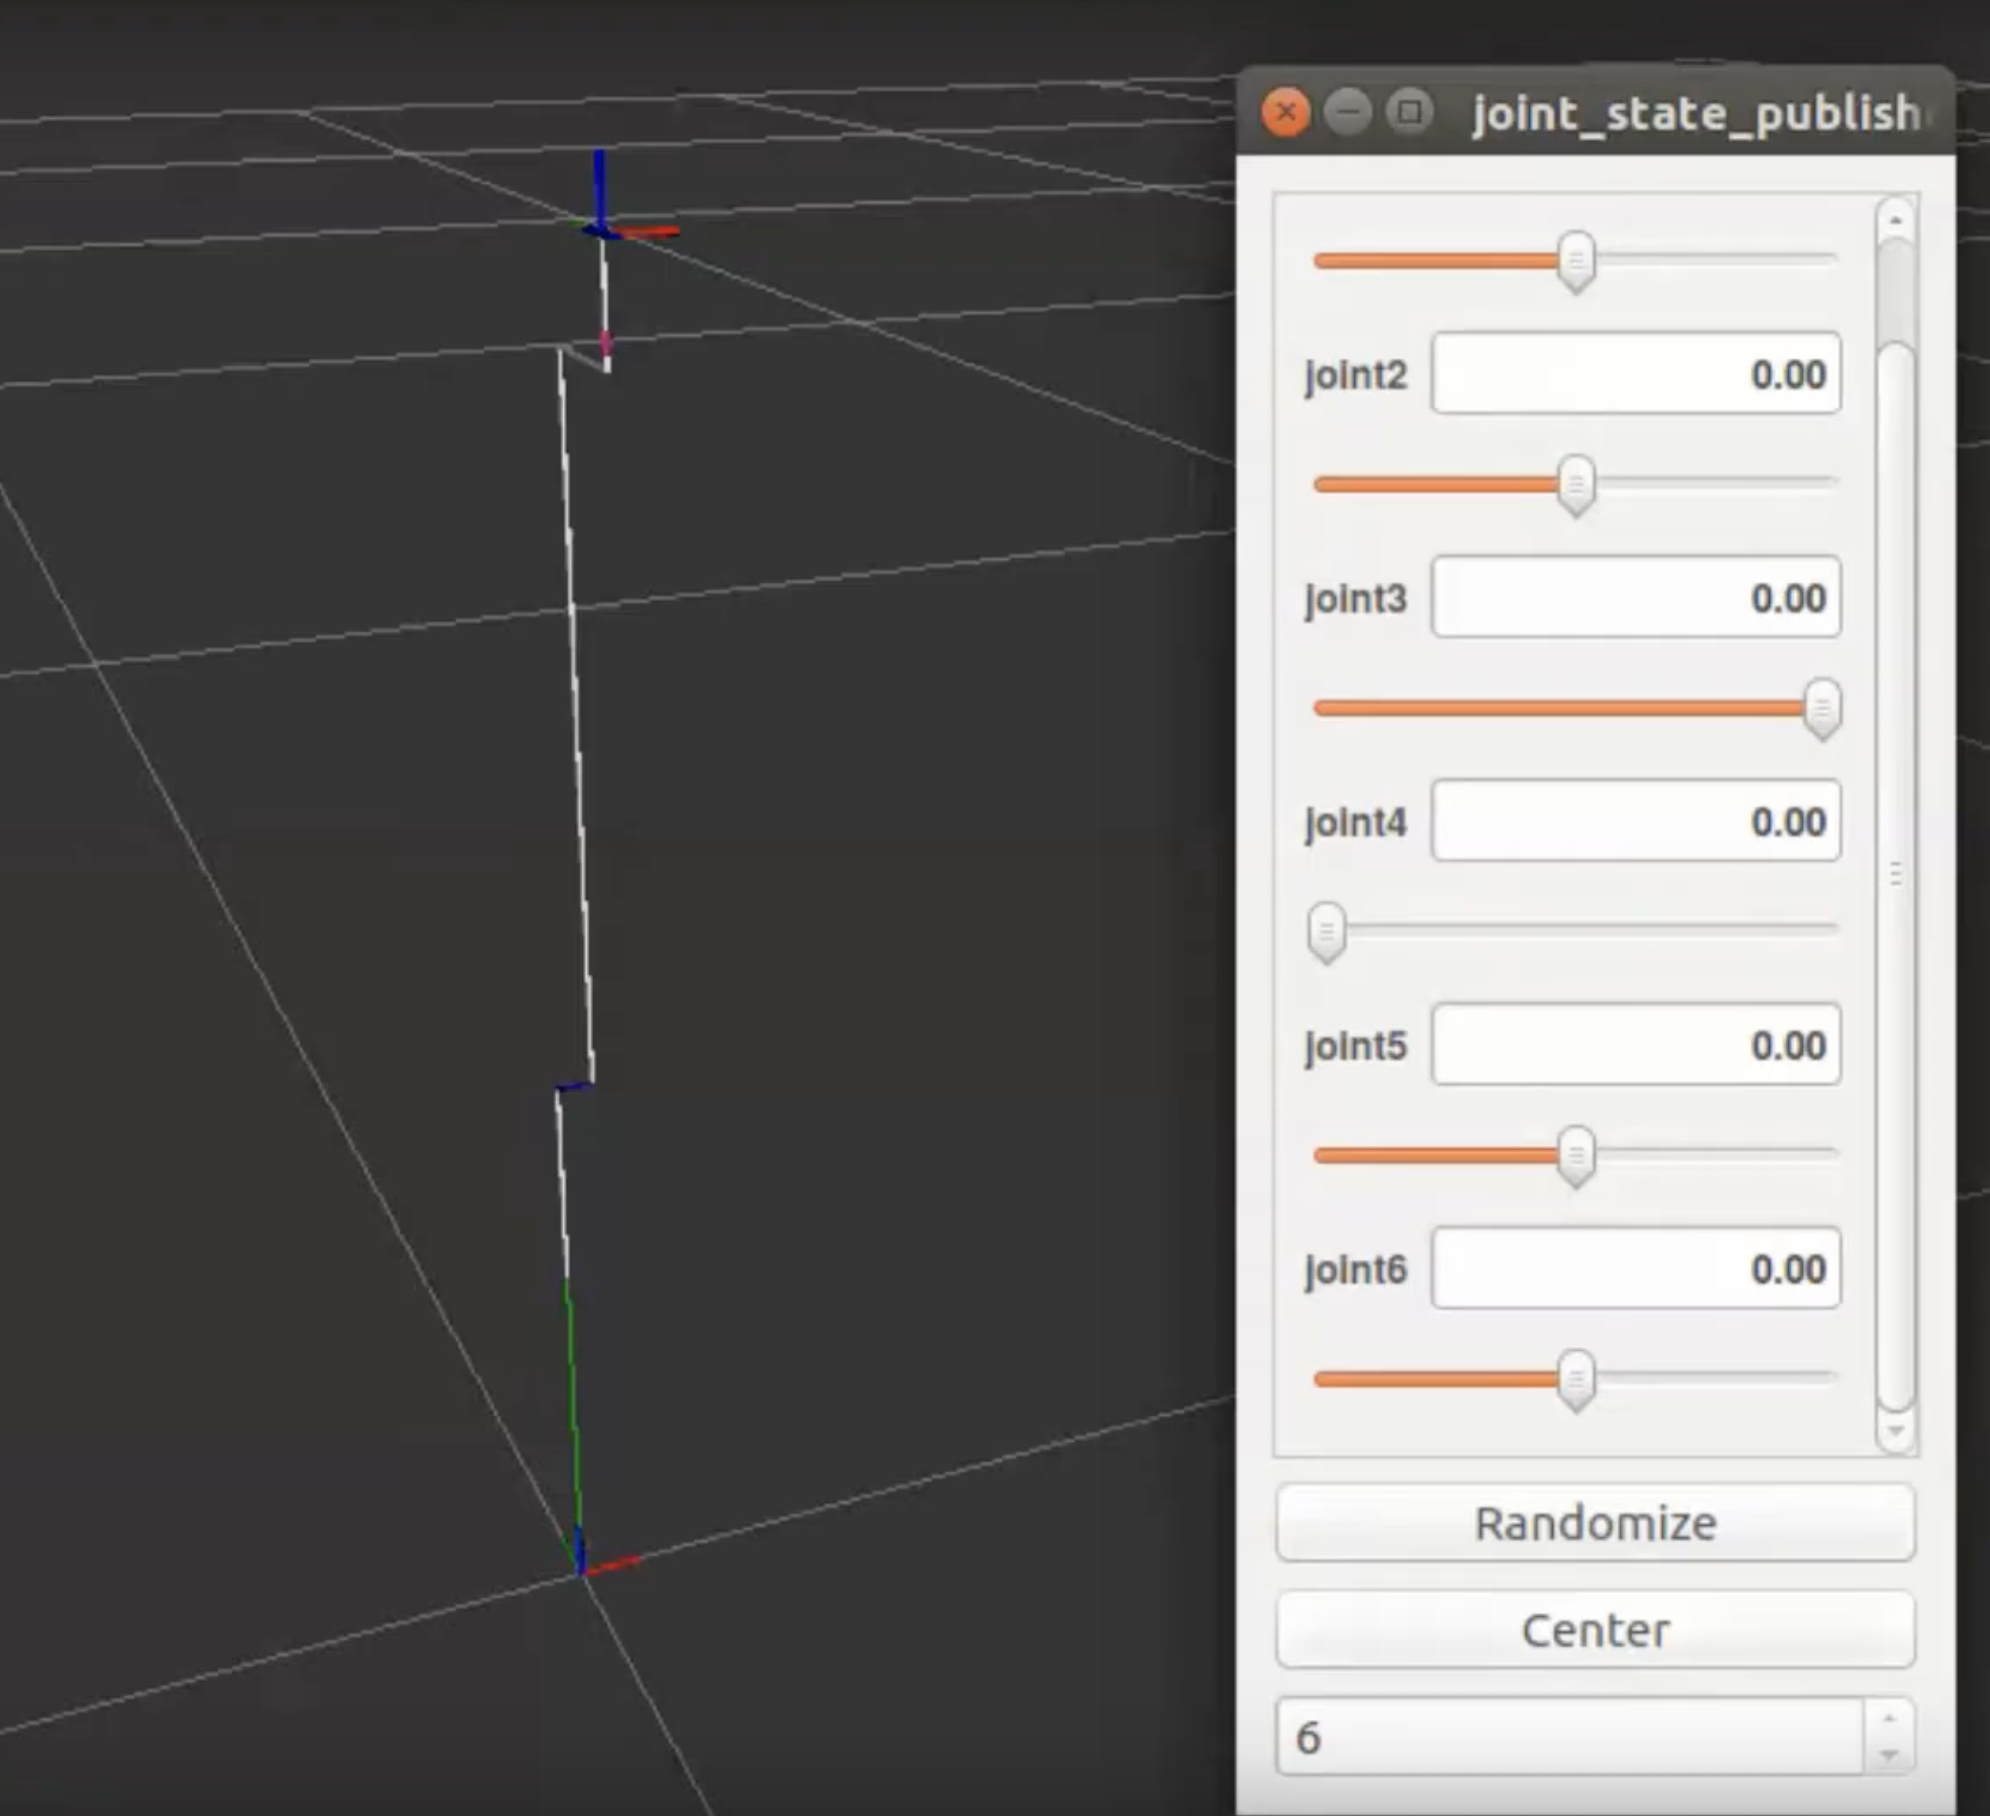 joint_state_publish
joint2 0.00
joint3 0.00
joint4 0.00
joint5 0.00
joint6 0.00
Randomize
Center
6